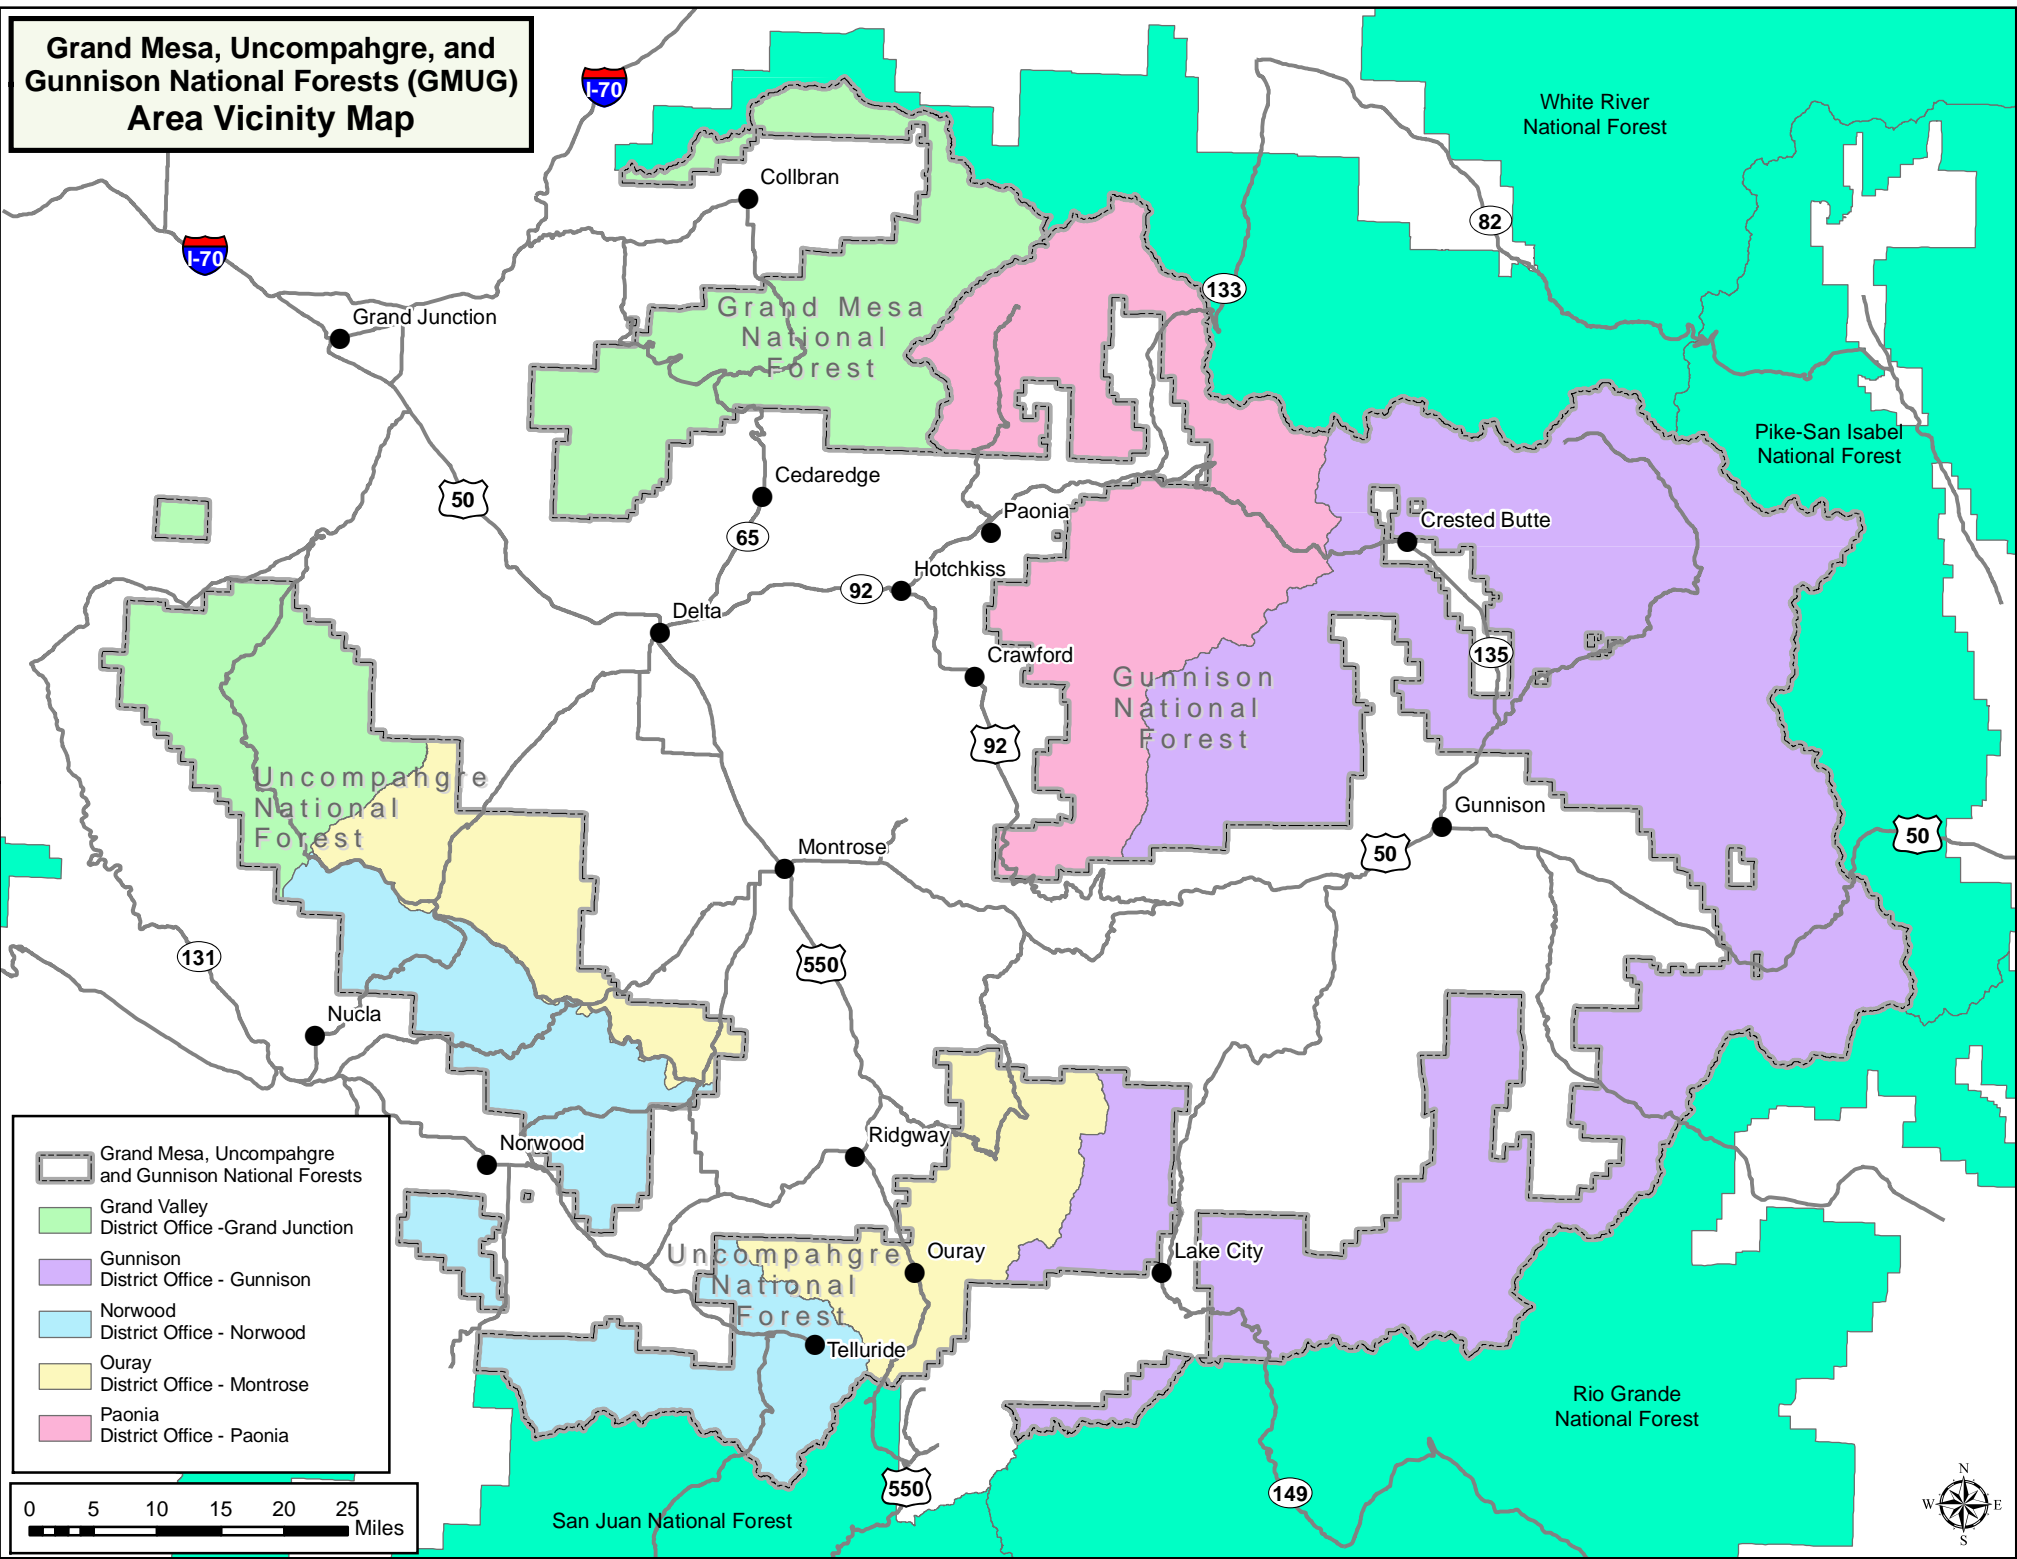 Grand Mesa, Uncompahgre, and
Gunnison National Forests (GMUG)
Area Vicinity Map
I-70
I-70
White River
National Forest
Collbran
82
133
Grand Junction
Grand Mesa
National
Forest
Pike-San Isabel
National Forest
50
Cedaredge
Paonia
Crested Butte
65
Hotchkiss
92
Delta
Crawford
135
Gunnison
National
Forest
92
Uncompahgre
National
Forest
Gunnison
50
50
Montrose
131
550
Nucla
Ridgway
Norwood
Uncompahgre
National
Forest
Ouray
Lake City
Telluride
Rio Grande
National Forest
550
149
San Juan National Forest
Grand Mesa, Uncompahgre
and Gunnison National Forests
Grand Valley
District Office -Grand Junction
Gunnison
District Office - Gunnison
Norwood
District Office - Norwood
Ouray
District Office - Montrose
Paonia
District Office - Paonia
0 5 10 15 20 25
Miles
N
W E
S